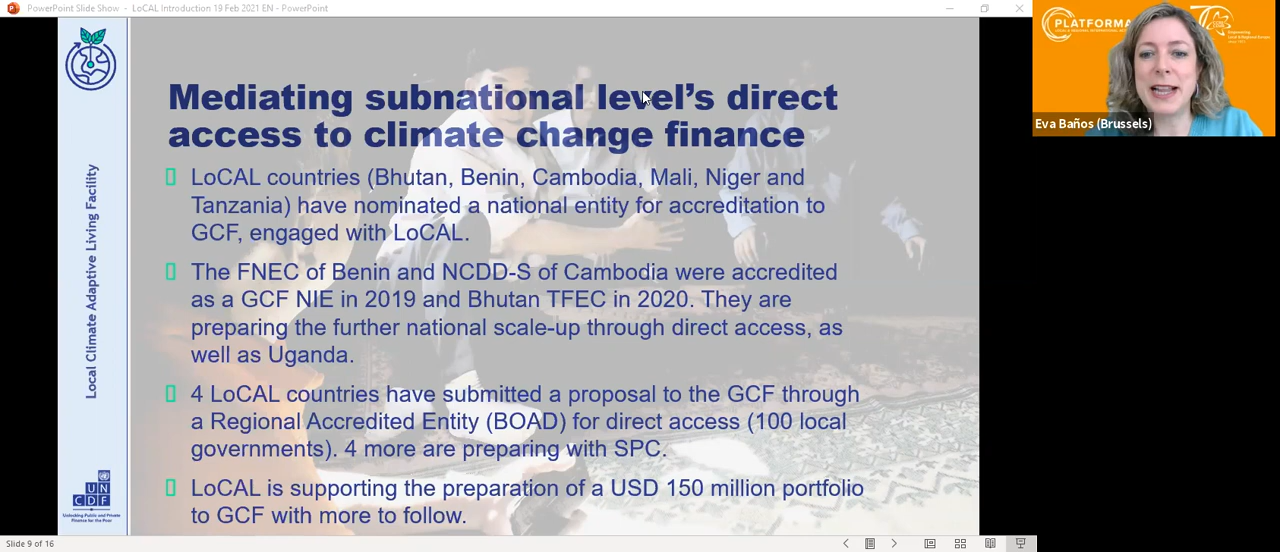 PowerPoint Slide Show - LoCAL Introduction 19 Feb 2021 EN - PowerPoint
PLATFORMA
Eva Baños (Brussels)
Local Climate Adaptive Living Facility
Mediating subnational level's direct
access to climate change finance
LoCAL countries (Bhutan, Benin, Cambodia, Mali, Niger and
Tanzania) have nominated a national entity for accreditation to
GCF, engaged with LoCAL.
The FNEC of Benin and NCDD-S of Cambodia were accredited
as a GCF NIE in 2019 and Bhutan TFEC in 2020. They are
preparing the further national scale-up through direct access, as
well as Uganda.
4 LoCAL countries have submitted a proposal to the GCF through
a Regional Accredited Entity (BOAD) for direct access (100 local
governments). 4 more are preparing with SPC.
LoCAL is supporting the preparation of a USD 150 million portfolio
to GCF with more to follow.
UN
CDF
Unlocking Public and Private
Finance for the Poor
Slide 9 of 16